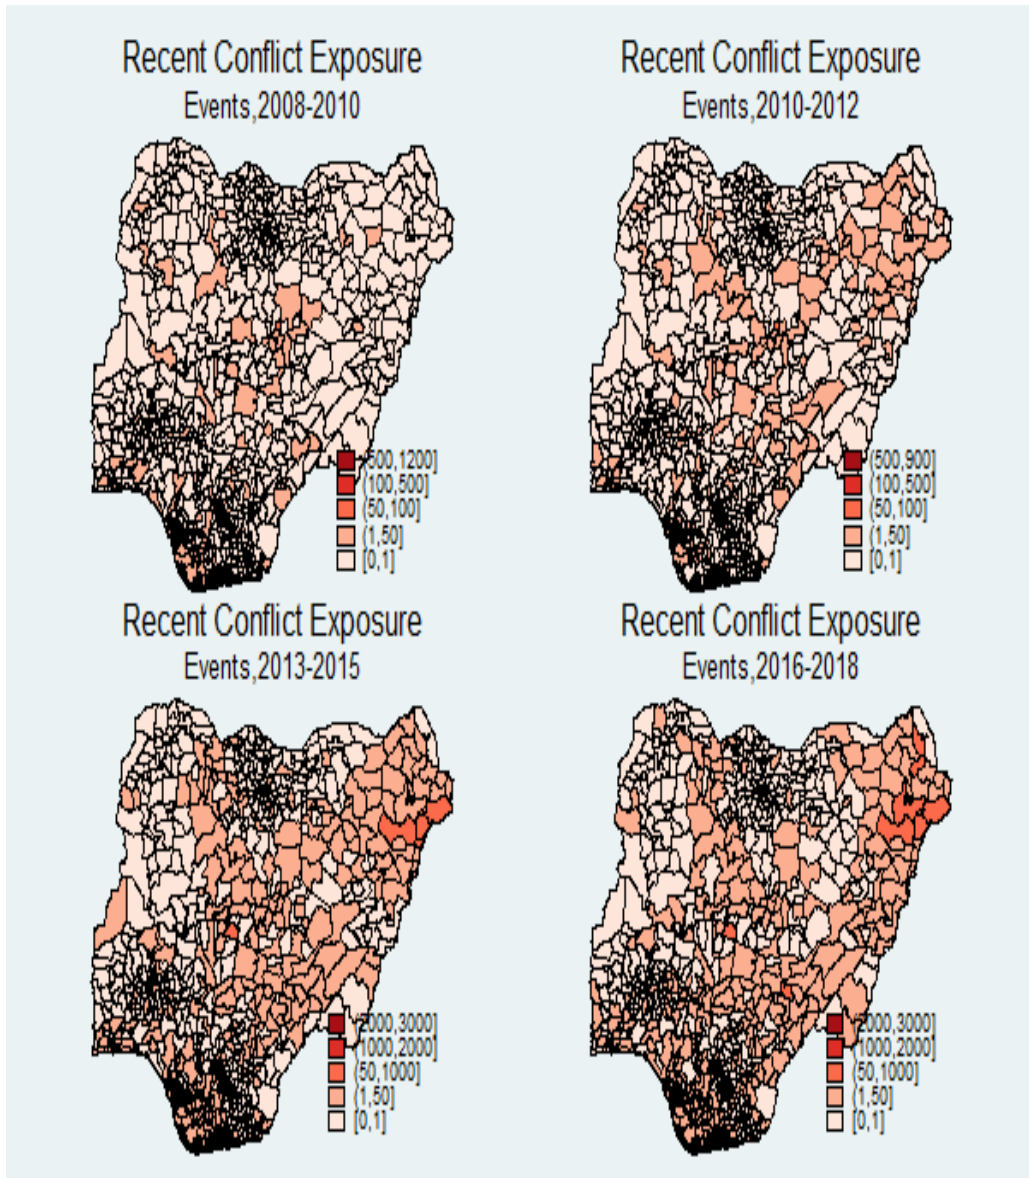 Recent Conflict Exposure
Events,2008-2010
(500,1200]
(100,500]
(50,100]
(1,50]
[0,1]
Recent Conflict Exposure
Events,2010-2012
(500,900]
(100,500]
(50,100]
(1,50]
[0,1]
Recent Conflict Exposure
Events,2013-2015
(2000,3000]
(1000,2000]
(50,1000]
(1,50]
[0,1]
Recent Conflict Exposure
Events,2016-2018
(2000,3000]
(1000,2000]
(50,1000]
(1,50]
[0,1]